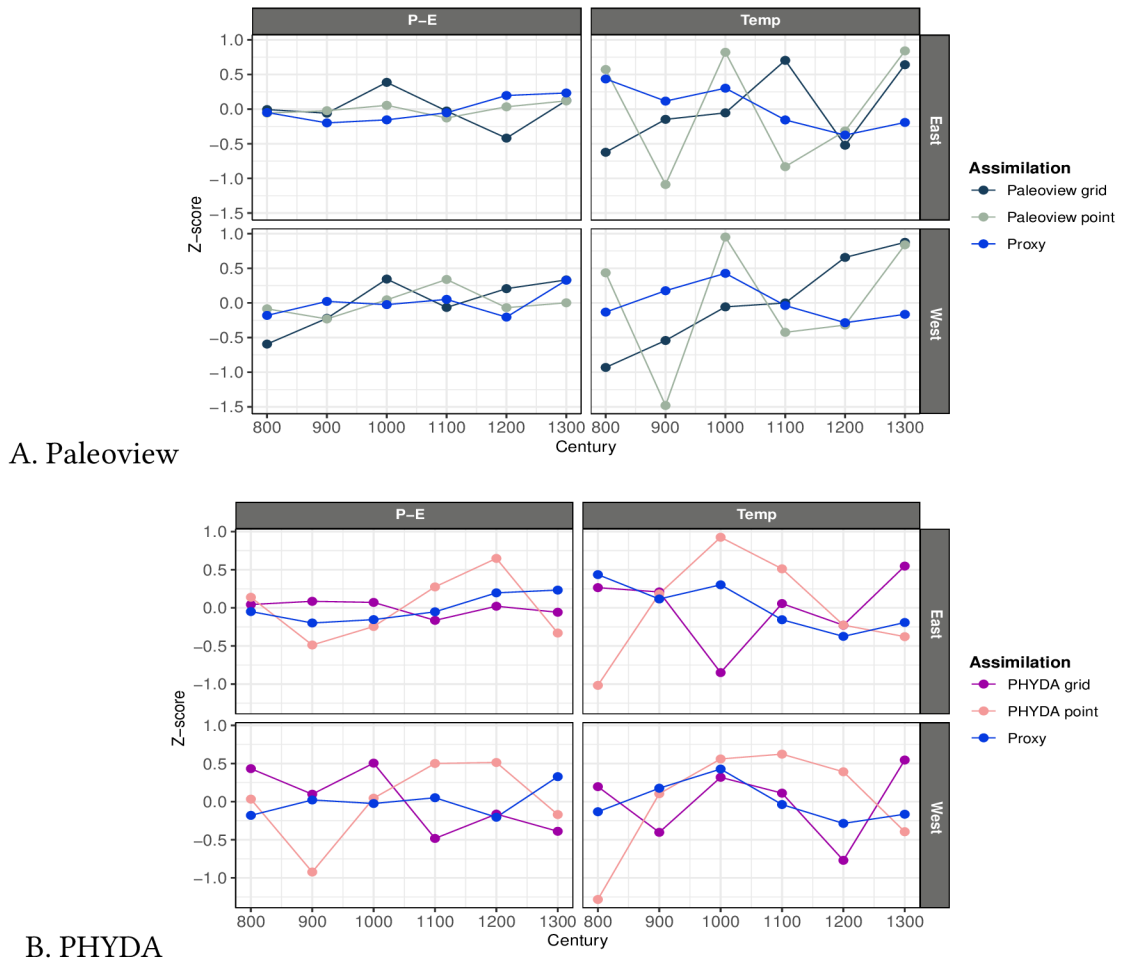 P−E Temp
1.0
0.5
0.0
−0.5
−1.0
−1.5
East
1.0
0.5
0.0
−0.5
−1.0
−1.5
West
800 900 1000 1100 1200 1300 800 900 1000 1100 1200 1300
Century
Z−score
Assimilation
Paleoview grid
Paleoview point
Proxy
A. Paleoview
P−E Temp
1.0
0.5
0.0
−0.5
−1.0
East
1.0
0.5
0.0
−0.5
−1.0
West
800 900 1000 1100 1200 1300 800 900 1000 1100 1200 1300
Century
Z−score
Assimilation
PHYDA grid
PHYDA point
Proxy
B. PHYDA